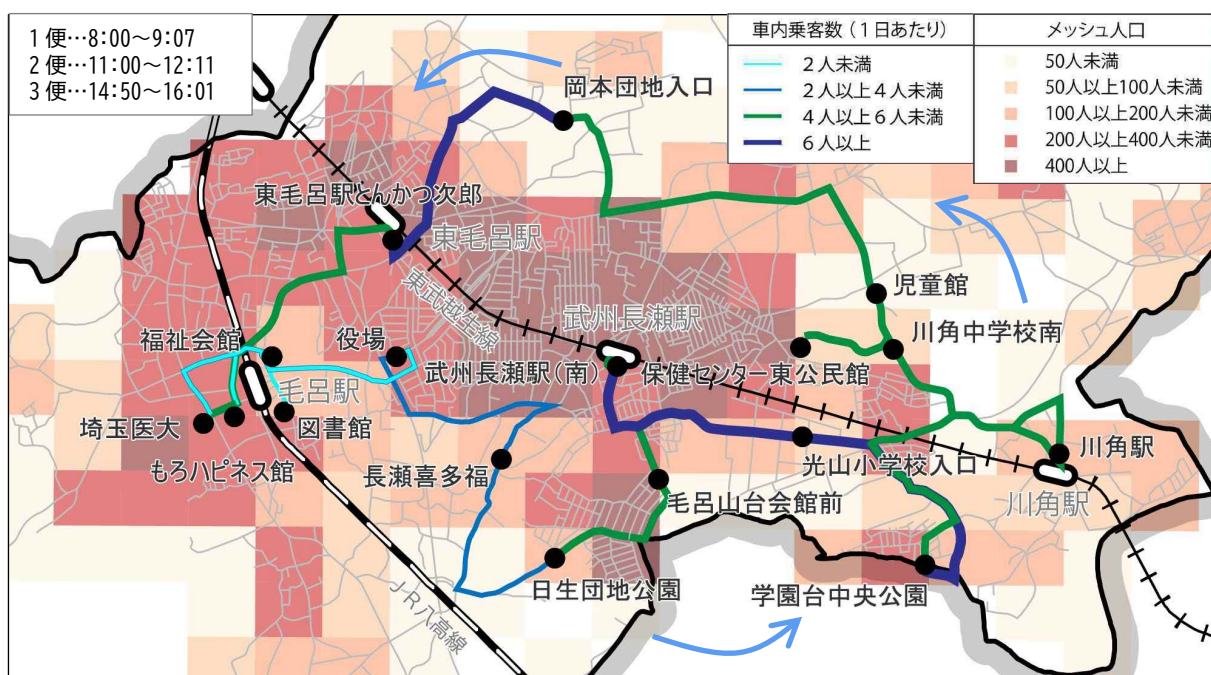 1便…8:00～9:07
2便…11:00～12:11
3便…14:50～16:01
車内乗客数（1日あたり）
2人未満
2人以上4人未満
4人以上6人未満
6人以上
メッシュ人口
50人未満
50人以上100人未満
100人以上200人未満
200人以上400人未満
400人以上
岡本団地入口
東毛呂駅とんかつ次郎
東毛呂駅
東武越生線
児童館
武州長瀬駅
川角中学校南
福祉会館
役場
武州長瀬駅（南）
保健センター東公民館
毛呂駅
埼玉医大
図書館
川角駅
光山小学校入口
もろハピネス館
長瀬喜多福
毛呂山台会館前
川角駅
日生団地公園
学園台中央公園
J-R八高線